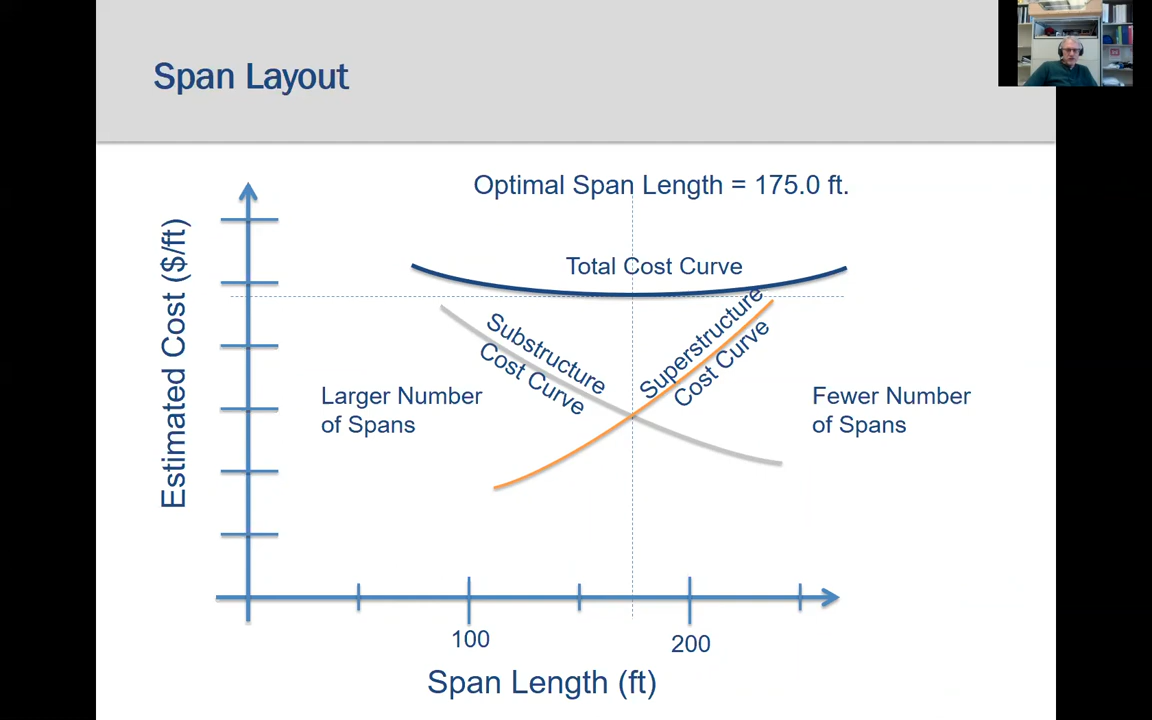 Span Layout
Optimal Span Length = 175.0 ft.
Total Cost Curve
Estimated Cost ($/ft)
Substructure
Cost Curve
Superstructure
Cost Curve
Larger Number
of Spans
Fewer Number
of Spans
100
200
Span Length (ft)